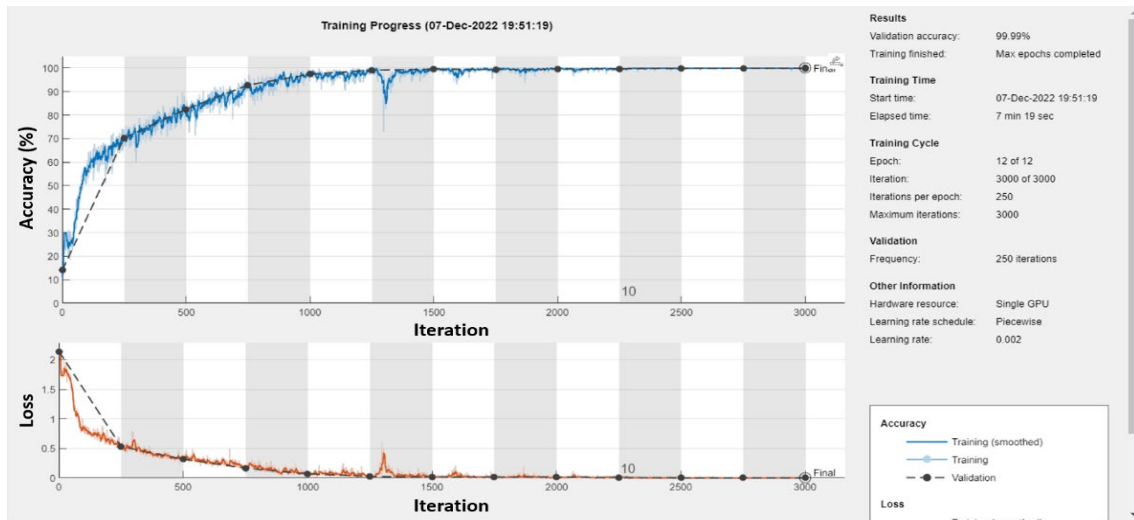 Training Progress (07-Dec-2022 19:51:19)
100
90
80
70
60
50
40
30
20
10
0
Accuracy (%)
Final
10
0
500
1000
1500
2000
2500
3000
Iteration
2
1.5
1
0.5
0
Loss
10
Final
0
500
1000
1500
2000
2500
3000
Iteration
Results
Validation accuracy: 99.99%
Training finished: Max epochs completed
Training Time
Start time: 07-Dec-2022 19:51:19
Elapsed time: 7 min 19 sec
Training Cycle
Epoch: 12 of 12
Iteration: 3000 of 3000
Iterations per epoch: 250
Maximum iterations: 3000
Validation
Frequency: 250 iterations
Other Information
Hardware resource: Single GPU
Learning rate schedule: Piecewise
Learning rate: 0.002
Accuracy
Training (smoothed)
Training
Validation
Loss